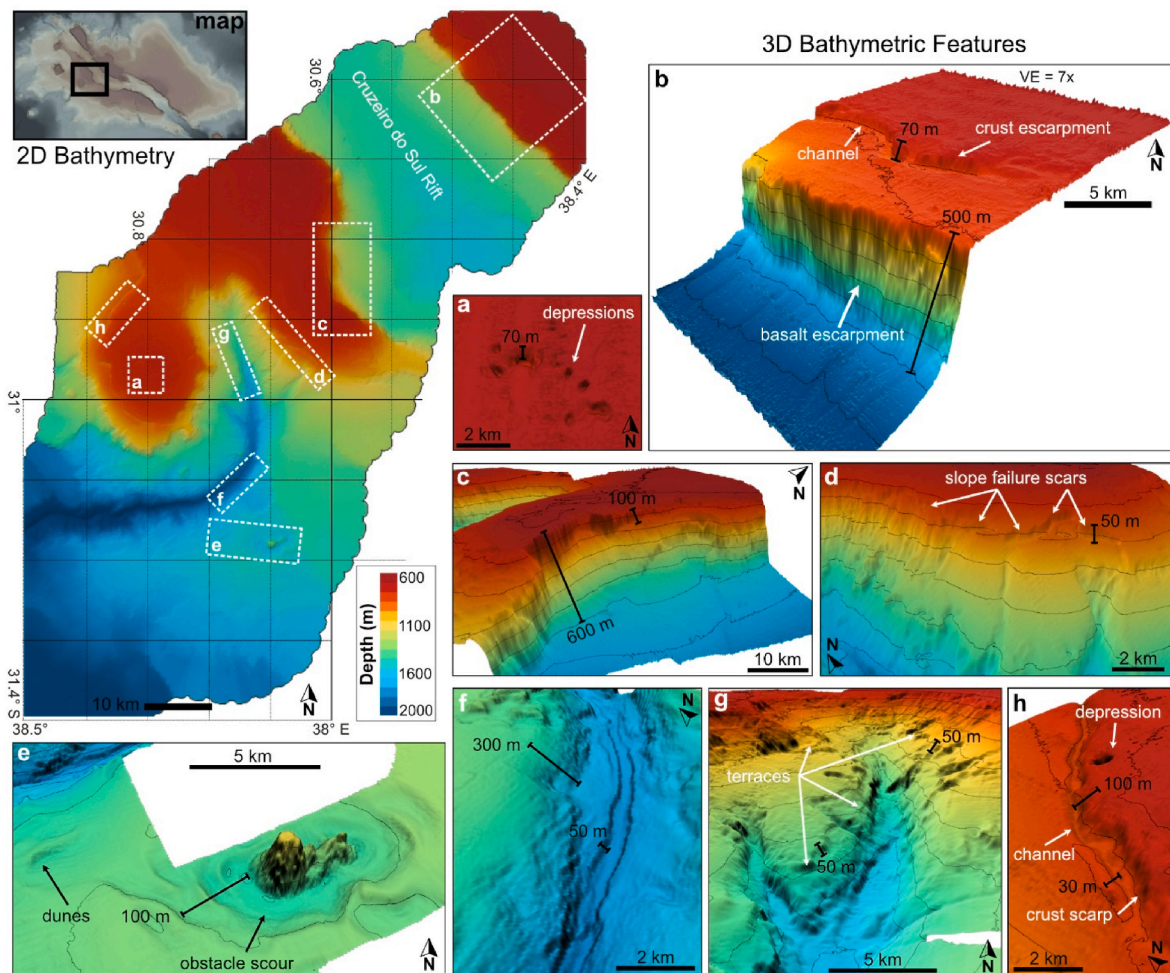 map
2D Bathymetry
3D Bathymetric Features
30.6°
30.8°
31°
31.4° S
38.5°
38° E
38.4° E
Cruzeiro do Sul Rift
b
c
d
g
h
a
f
e
10 km
N
Depth (m)
600
1100
1600
2000
b
VE = 7x
70 m
crust escarpment
channel
N
5 km
500 m
basalt escarpment
a
depressions
70 m
2 km
N
c
100 m
N
600 m
10 km
d
slope failure scars
50 m
N
2 km
e
5 km
dunes
100 m
obstacle scour
N
f
N
300 m
50 m
2 km
g
50 m
terraces
50 m
5 km
N
h
depression
100 m
channel
30 m
crust scarp
2 km
N